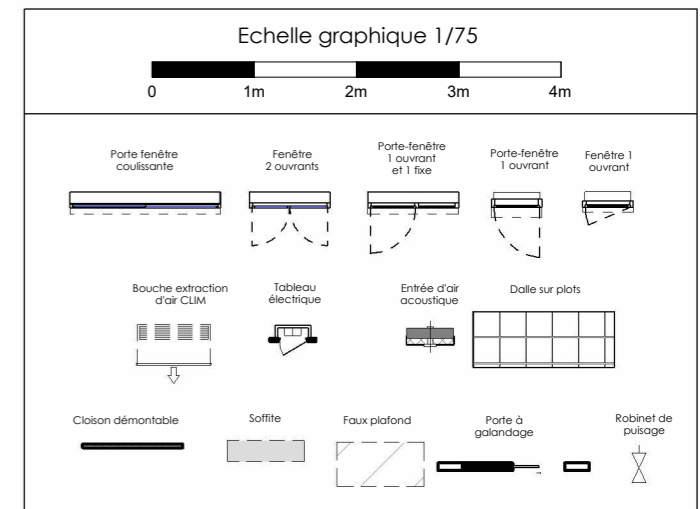 Echelle graphique 1/75
0 1m 2m 3m 4m
Porte fenêtre
coulissante
Fenêtre
2 ouvrants
Porte-fenêtre
1 ouvrant
et 1 fixe
Porte-fenêtre
1 ouvrant
Fenêtre 1
ouvrant
Bouche extraction
d'air CLIM
Tableau
électrique
Entrée d'air
acoustique
Dalle sur plots
Cloison démontable
Soffite
Faux plafond
Porte à
galandage
Robinet de
puisage